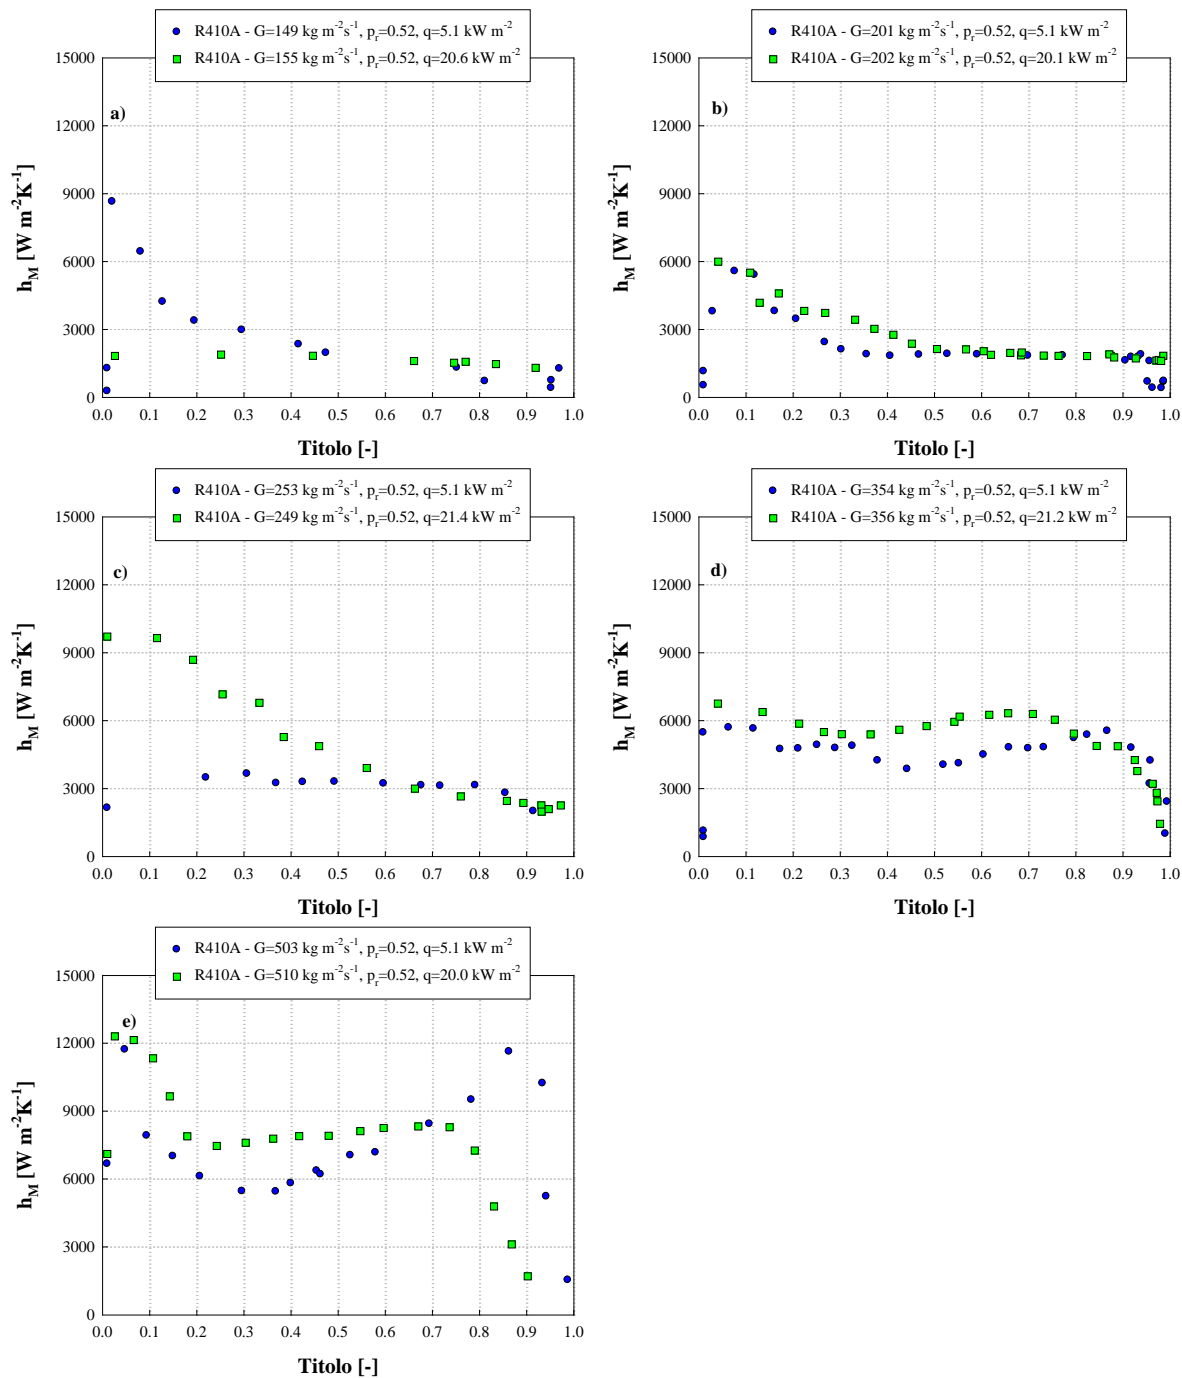 R410A - G=149 kg m⁻²s⁻¹, pᵣ=0.52, q=5.1 kW m⁻²
R410A - G=155 kg m⁻²s⁻¹, pᵣ=0.52, q=20.6 kW m⁻²
a)
15000
12000
9000
6000
3000
0
h_M [W m⁻²K⁻¹]
0.0 0.1 0.2 0.3 0.4 0.5 0.6 0.7 0.8 0.9 1.0
Titolo [-]
R410A - G=201 kg m⁻²s⁻¹, pᵣ=0.52, q=5.1 kW m⁻²
R410A - G=202 kg m⁻²s⁻¹, pᵣ=0.52, q=20.1 kW m⁻²
b)
15000
12000
9000
6000
3000
0
h_M [W m⁻²K⁻¹]
0.0 0.1 0.2 0.3 0.4 0.5 0.6 0.7 0.8 0.9 1.0
Titolo [-]
R410A - G=253 kg m⁻²s⁻¹, pᵣ=0.52, q=5.1 kW m⁻²
R410A - G=249 kg m⁻²s⁻¹, pᵣ=0.52, q=21.4 kW m⁻²
c)
15000
12000
9000
6000
3000
0
h_M [W m⁻²K⁻¹]
0.0 0.1 0.2 0.3 0.4 0.5 0.6 0.7 0.8 0.9 1.0
Titolo [-]
R410A - G=354 kg m⁻²s⁻¹, pᵣ=0.52, q=5.1 kW m⁻²
R410A - G=356 kg m⁻²s⁻¹, pᵣ=0.52, q=21.2 kW m⁻²
d)
15000
12000
9000
6000
3000
0
h_M [W m⁻²K⁻¹]
0.0 0.1 0.2 0.3 0.4 0.5 0.6 0.7 0.8 0.9 1.0
Titolo [-]
R410A - G=503 kg m⁻²s⁻¹, pᵣ=0.52, q=5.1 kW m⁻²
R410A - G=510 kg m⁻²s⁻¹, pᵣ=0.52, q=20.0 kW m⁻²
e)
15000
12000
9000
6000
3000
0
h_M [W m⁻²K⁻¹]
0.0 0.1 0.2 0.3 0.4 0.5 0.6 0.7 0.8 0.9 1.0
Titolo [-]